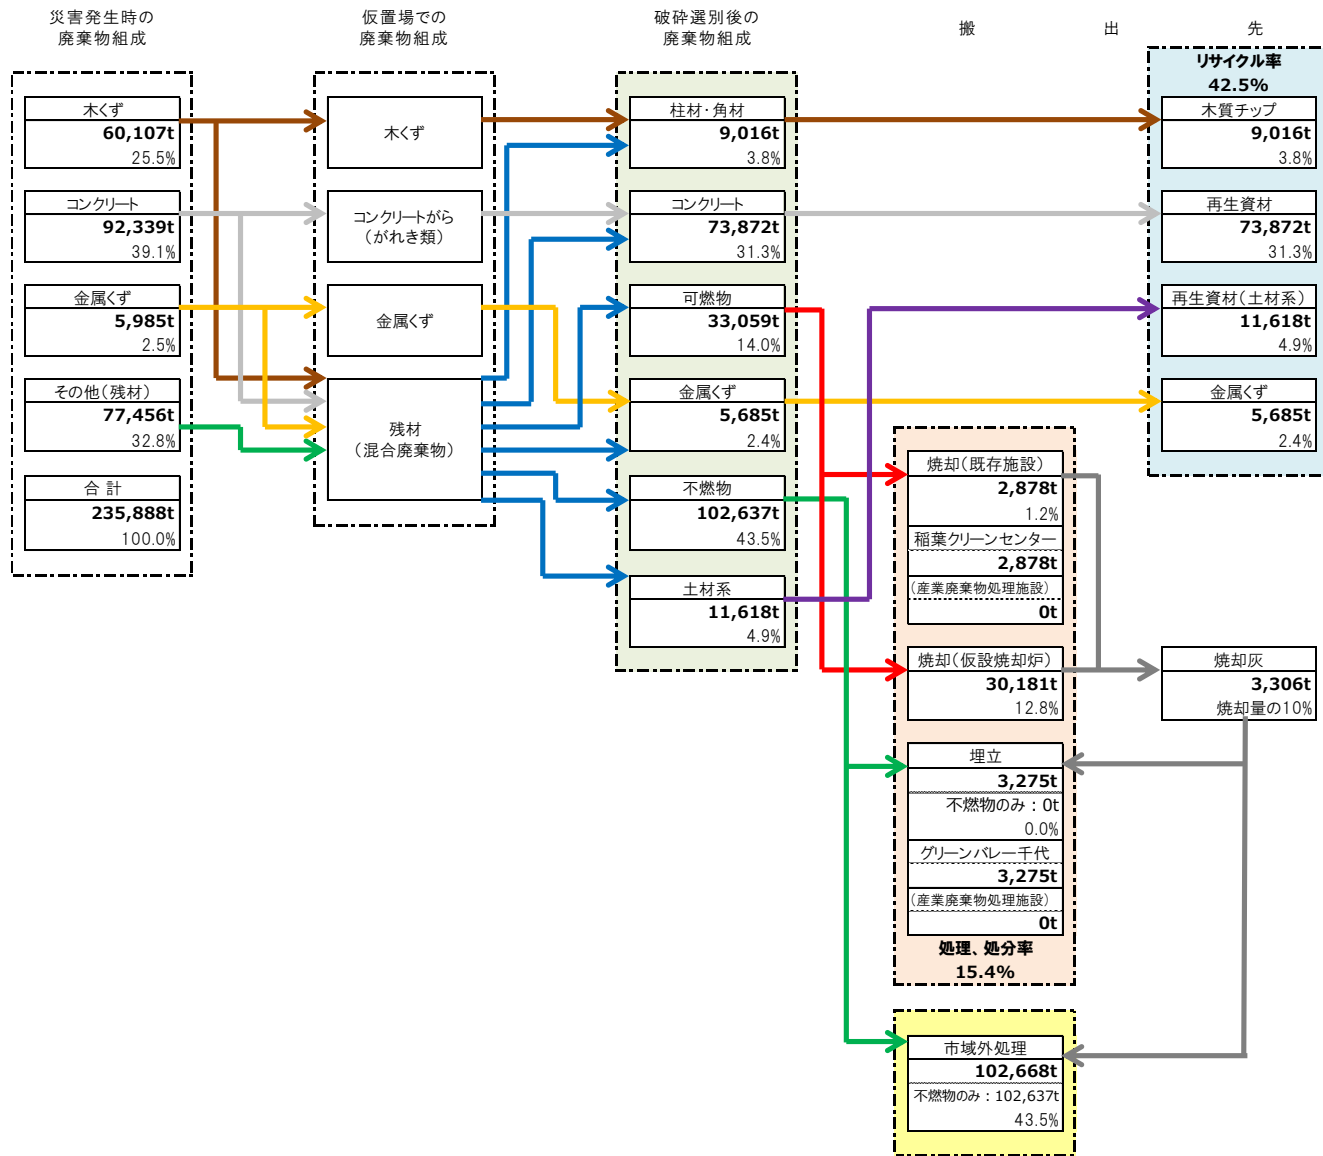 災害発生時の
廃棄物組成
仮置場での
廃棄物組成
破砕選別後の
廃棄物組成
搬 出 先
木くず
60,107t
25.5%
コンクリート
92,339t
39.1%
金属くず
5,985t
2.5%
その他(残材)
77,456t
32.8%
合 計
235,888t
100.0%
木くず
コンクリートがら
(がれき類)
金属くず
残材
(混合廃棄物)
柱材・角材
9,016t
3.8%
コンクリート
73,872t
31.3%
可燃物
33,059t
14.0%
金属くず
5,685t
2.4%
不燃物
102,637t
43.5%
土材系
11,618t
4.9%
リサイクル率
42.5%
木質チップ
9,016t
3.8%
再生資材
73,872t
31.3%
再生資材(土材系)
11,618t
4.9%
金属くず
5,685t
2.4%
焼却(既存施設)
2,878t
1.2%
稲葉クリーンセンター
2,878t
(産業廃棄物処理施設)
0t
焼却(仮設焼却炉)
30,181t
12.8%
焼却灰
3,306t
焼却量の10%
埋立
3,275t
不燃物のみ:0t
0.0%
グリーンバレー千代
3,275t
(産業廃棄物処理施設)
0t
処理、処分率
15.4%
市域外処理
102,668t
不燃物のみ:102,637t
43.5%